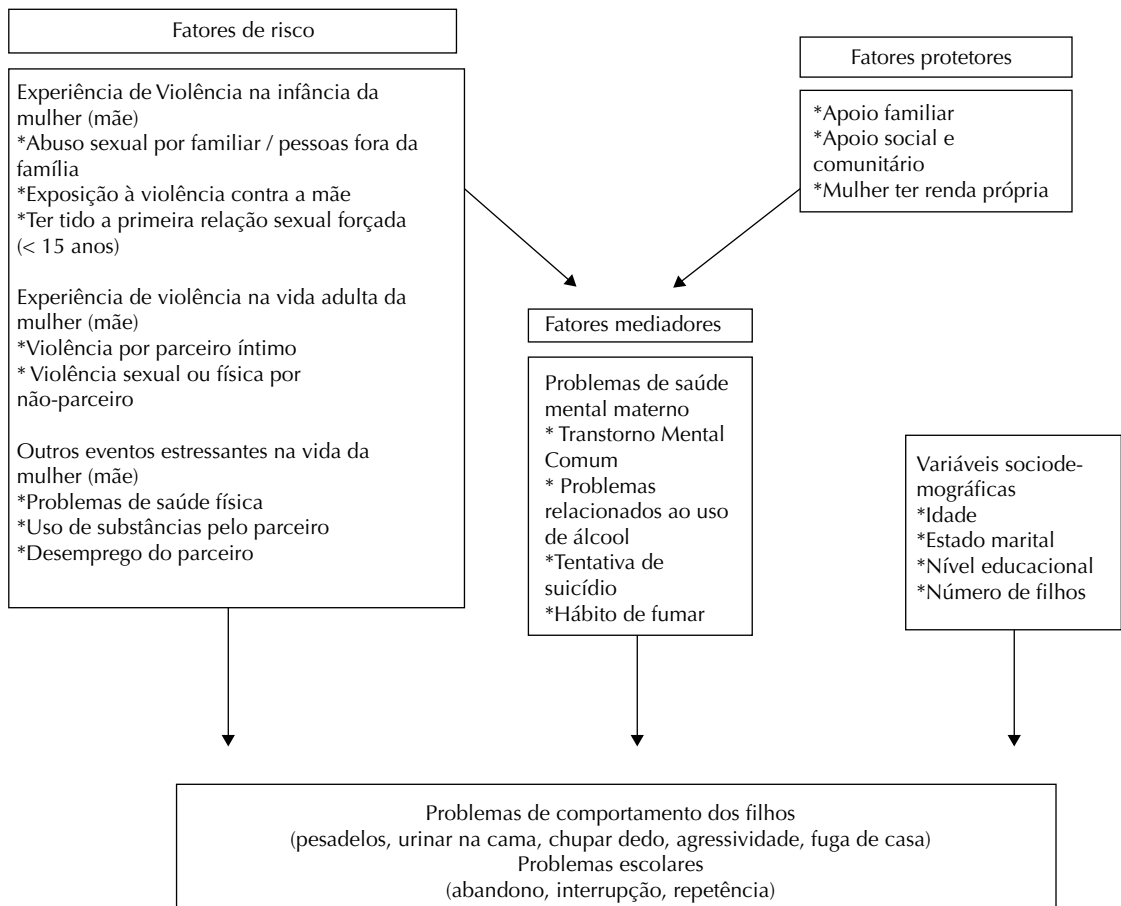 Fatores de risco
Experiência de Violência na infância da
mulher (mãe)
*Abuso sexual por familiar / pessoas fora da
família
*Exposição à violência contra a mãe
*Ter tido a primeira relação sexual forçada
(< 15 anos)
Experiência de violência na vida adulta da
mulher (mãe)
*Violência por parceiro íntimo
* Violência sexual ou física por
não-parceiro
Outros eventos estressantes na vida da
mulher (mãe)
*Problemas de saúde física
*Uso de substâncias pelo parceiro
*Desemprego do parceiro
Fatores protetores
*Apoio familiar
*Apoio social e
comunitário
*Mulher ter renda própria
Fatores mediadores
Problemas de saúde
mental materno
* Transtorno Mental
Comum
* Problemas
relacionados ao uso
de álcool
*Tentativa de
suicídio
*Hábito de fumar
Variáveis sociode-
mográficas
*Idade
*Estado marital
*Nível educacional
*Número de filhos
Problemas de comportamento dos filhos
(pesadelos, urinar na cama, chupar dedo, agressividade, fuga de casa)
Problemas escolares
(abandono, interrupção, repetência)